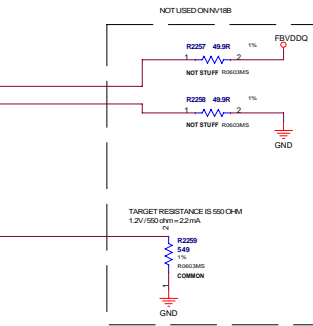 NOT USED ON NV18B
FBVDDQ
R2257 49.9R 1%
1 2
NOT STUFF R0603MS
R2258 49.9R 1%
1 2
NOT STUFF R0603MS
GND
TARGET RESISTANCE IS 550 OHM
1.2V / 550 ohm = 2.2 mA
2
R2259
549
1%
R0603MS
COMMON
1
GND